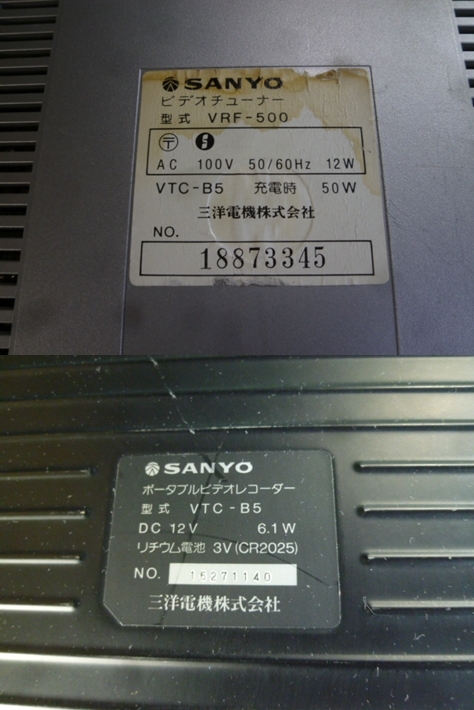 SANYO
ビデオチューナー
型式 VRF-500
〒
AC 100V 50/60Hz 12W
VTC-B5 充電時 50W
三洋電機株式会社
NO.
18873345
SANYO
ポータブルビデオレコーダー
型式 VTC-B5
DC 12V 6.1W
リチウム電池 3V(CR2025)
NO. 16271140
三洋電機株式会社